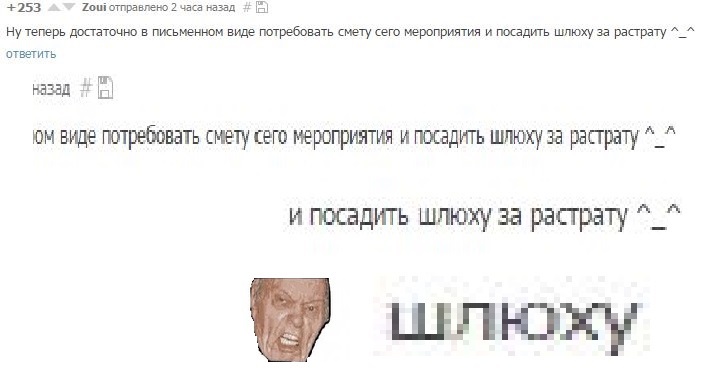 +253 Zoui отправлено 2 часа назад #
Ну теперь достаточно в письменном виде потребовать смету сего мероприятия и посадить шлюху за растрату ^_^
ответить
назад #
ом виде потребовать смету сего мероприятия и посадить шлюху за растрату ^_^
и посадить шлюху за растрату ^_^
шлюху